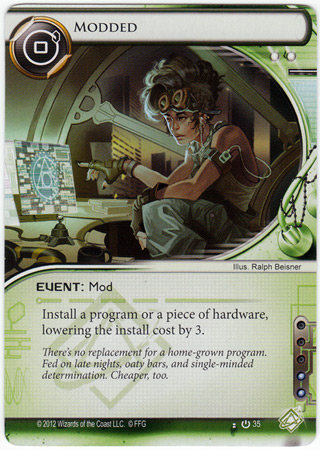 MODDED
Illus. Ralph Beisner
EVENT: Mod
Install a program or a piece of hardware,
lowering the install cost by 3.
There's no replacement for a home-grown program.
Fed on late nights, oaty bars, and single-minded
determination. Cheaper, too.
© 2012 Wizards of the Coast LLC. © FFG
35